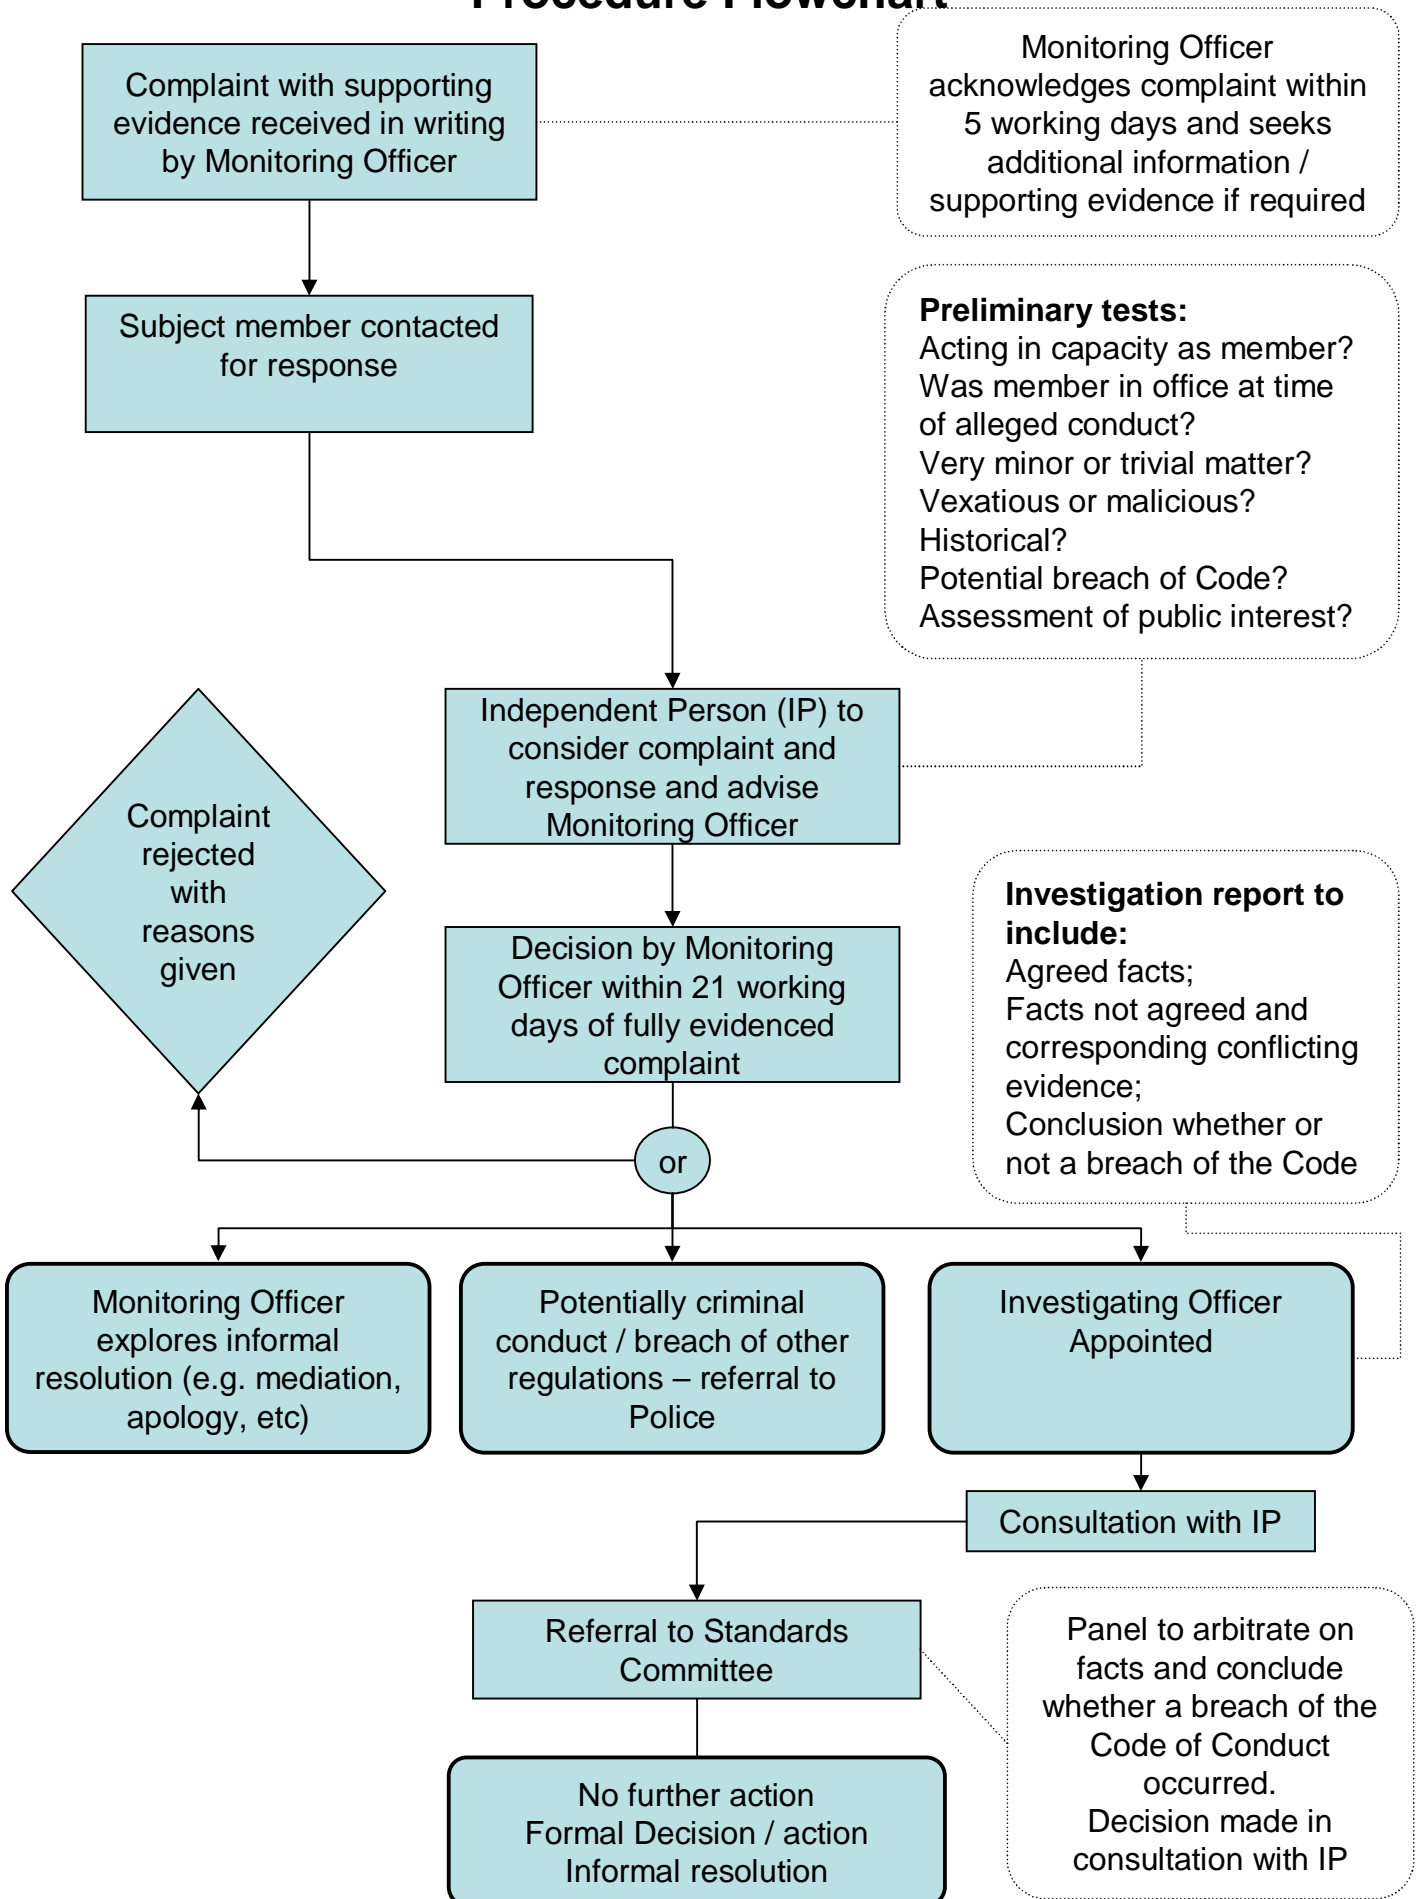 Procedure Flowchart
Complaint with supporting
evidence received in writing
by Monitoring Officer
Monitoring Officer
acknowledges complaint within
5 working days and seeks
additional information /
supporting evidence if required
Subject member contacted
for response
Preliminary tests:
Acting in capacity as member?
Was member in office at time
of alleged conduct?
Very minor or trivial matter?
Vexatious or malicious?
Historical?
Potential breach of Code?
Assessment of public interest?
Independent Person (IP) to
consider complaint and
response and advise
Monitoring Officer
Complaint
rejected
with
reasons
given
Decision by Monitoring
Officer within 21 working
days of fully evidenced
complaint
Investigation report to
include:
Agreed facts;
Facts not agreed and
corresponding conflicting
evidence;
Conclusion whether or
not a breach of the Code
or
Monitoring Officer
explores informal
resolution (e.g. mediation,
apology, etc)
Potentially criminal
conduct / breach of other
regulations – referral to
Police
Investigating Officer
Appointed
Consultation with IP
Referral to Standards
Committee
Panel to arbitrate on
facts and conclude
whether a breach of the
Code of Conduct
occurred.
Decision made in
consultation with IP
No further action
Formal Decision / action
Informal resolution